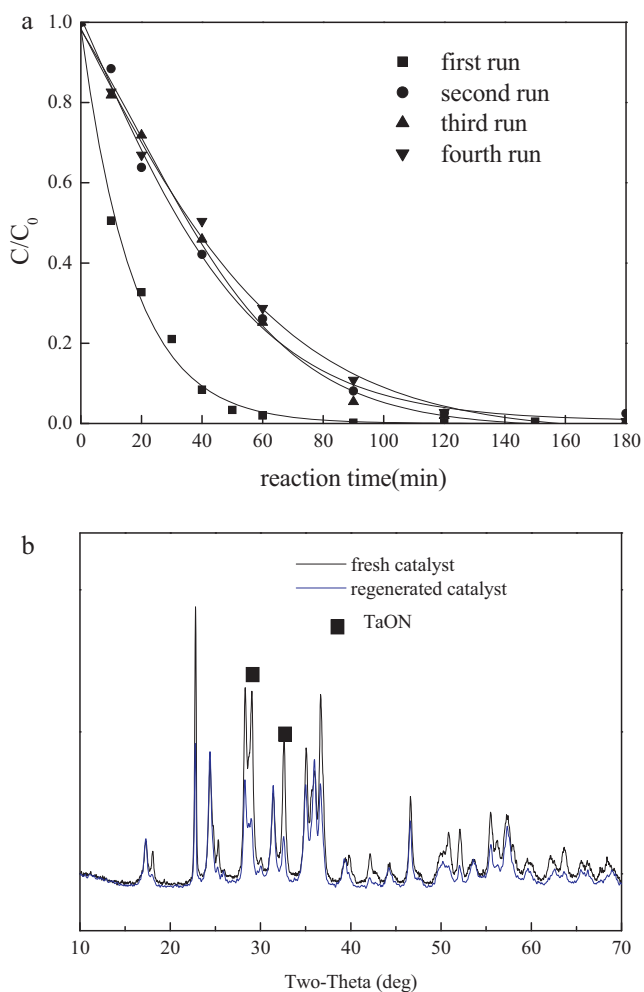 a
1.0
0.8
0.6
0.4
0.2
0.0
C/C₀
first run
second run
third run
fourth run
0 20 40 60 80 100 120 140 160 180
reaction time(min)
b
fresh catalyst
regenerated catalyst
TaON
10 20 30 40 50 60 70
Two-Theta (deg)